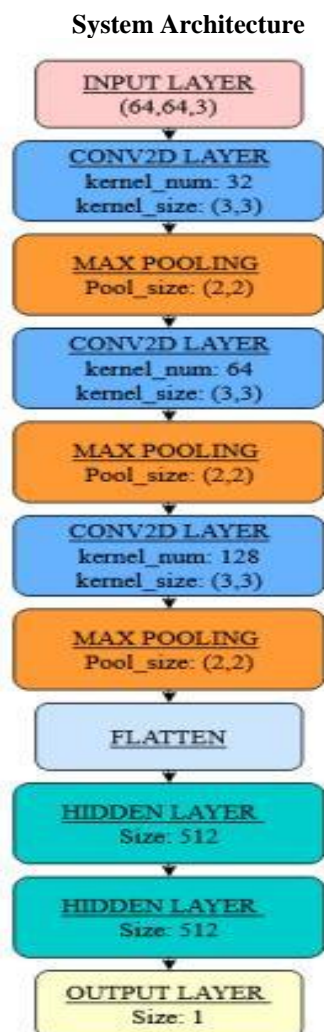 System Architecture
INPUT LAYER
(64,64,3)
CONV2D LAYER
kernel_num: 32
kernel_size: (3,3)
MAX POOLING
Pool_size: (2,2)
CONV2D LAYER
kernel_num: 64
kernel_size: (3,3)
MAX POOLING
Pool_size: (2,2)
CONV2D LAYER
kernel_num: 128
kernel_size: (3,3)
MAX POOLING
Pool_size: (2,2)
FLATTEN
HIDDEN LAYER
Size: 512
HIDDEN LAYER
Size: 512
OUTPUT LAYER
Size: 1